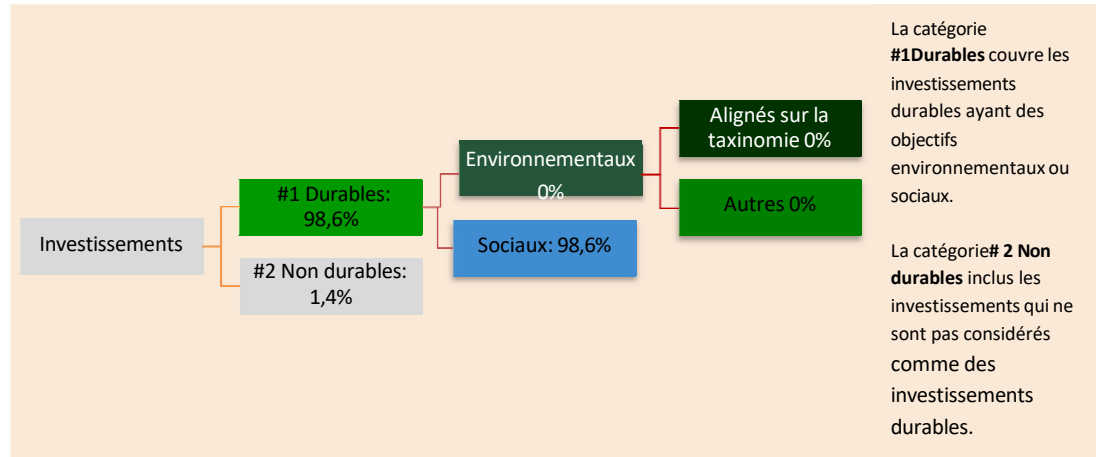 Investissements
#1 Durables:
98,6%
#2 Non durables:
1,4%
Environnementaux
0%
Sociaux: 98,6%
Alignés sur la
taxinomie 0%
Autres 0%
La catégorie
#1Durables couvre les
investissements
durables ayant des
objectifs
environnementaux ou
sociaux.
La catégorie# 2 Non
durables inclus les
investissements qui ne
sont pas considérés
comme des
investissements
durables.